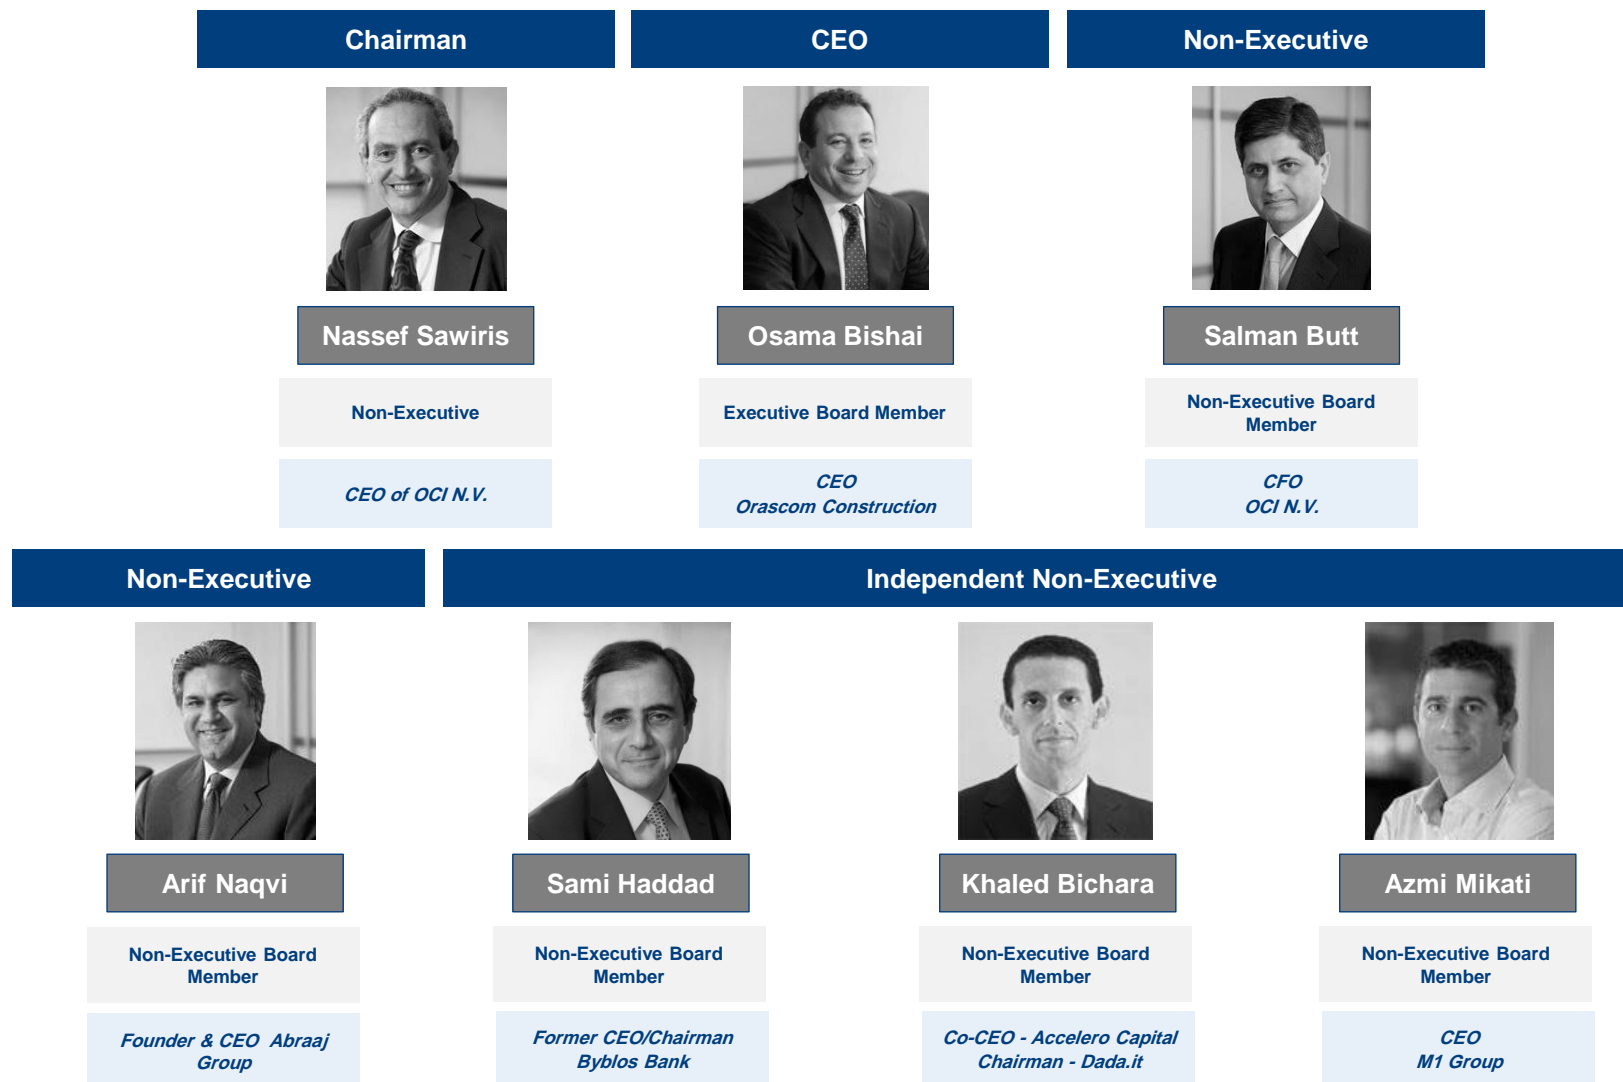 Chairman
CEO
Non-Executive
Nassef Sawiris
Osama Bishai
Salman Butt
Non-Executive
Executive Board Member
Non-Executive Board
Member
CEO of OCI N.V.
CEO
Orascom Construction
CFO
OCI N.V.
Non-Executive
Independent Non-Executive
Arif Naqvi
Sami Haddad
Khaled Bichara
Azmi Mikati
Non-Executive Board
Member
Non-Executive Board
Member
Non-Executive Board
Member
Non-Executive Board
Member
Founder & CEO Abraaj
Group
Former CEO/Chairman
Byblos Bank
Co-CEO - Accelero Capital
Chairman - Dada.it
CEO
M1 Group